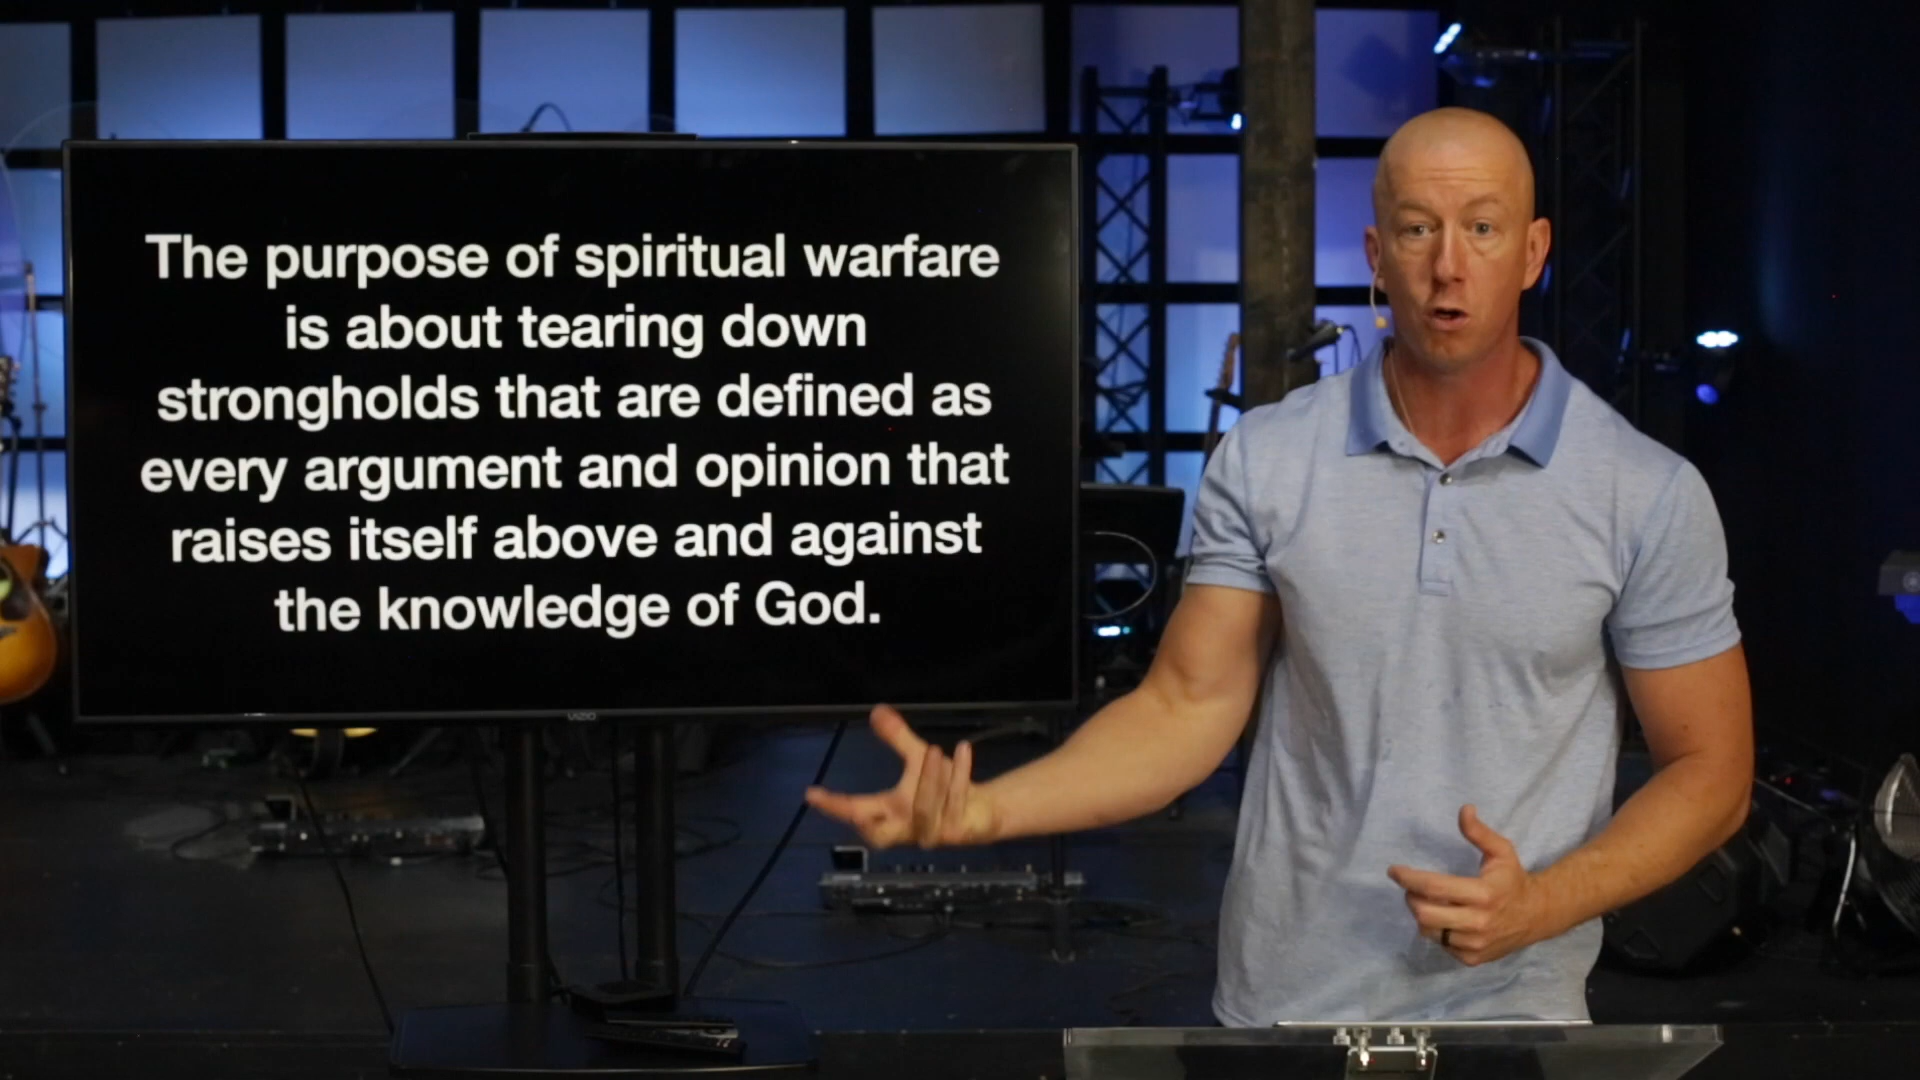 The purpose of spiritual warfare
is about tearing down
strongholds that are defined as
every argument and opinion that
raises itself above and against
the knowledge of God.
VIZIO